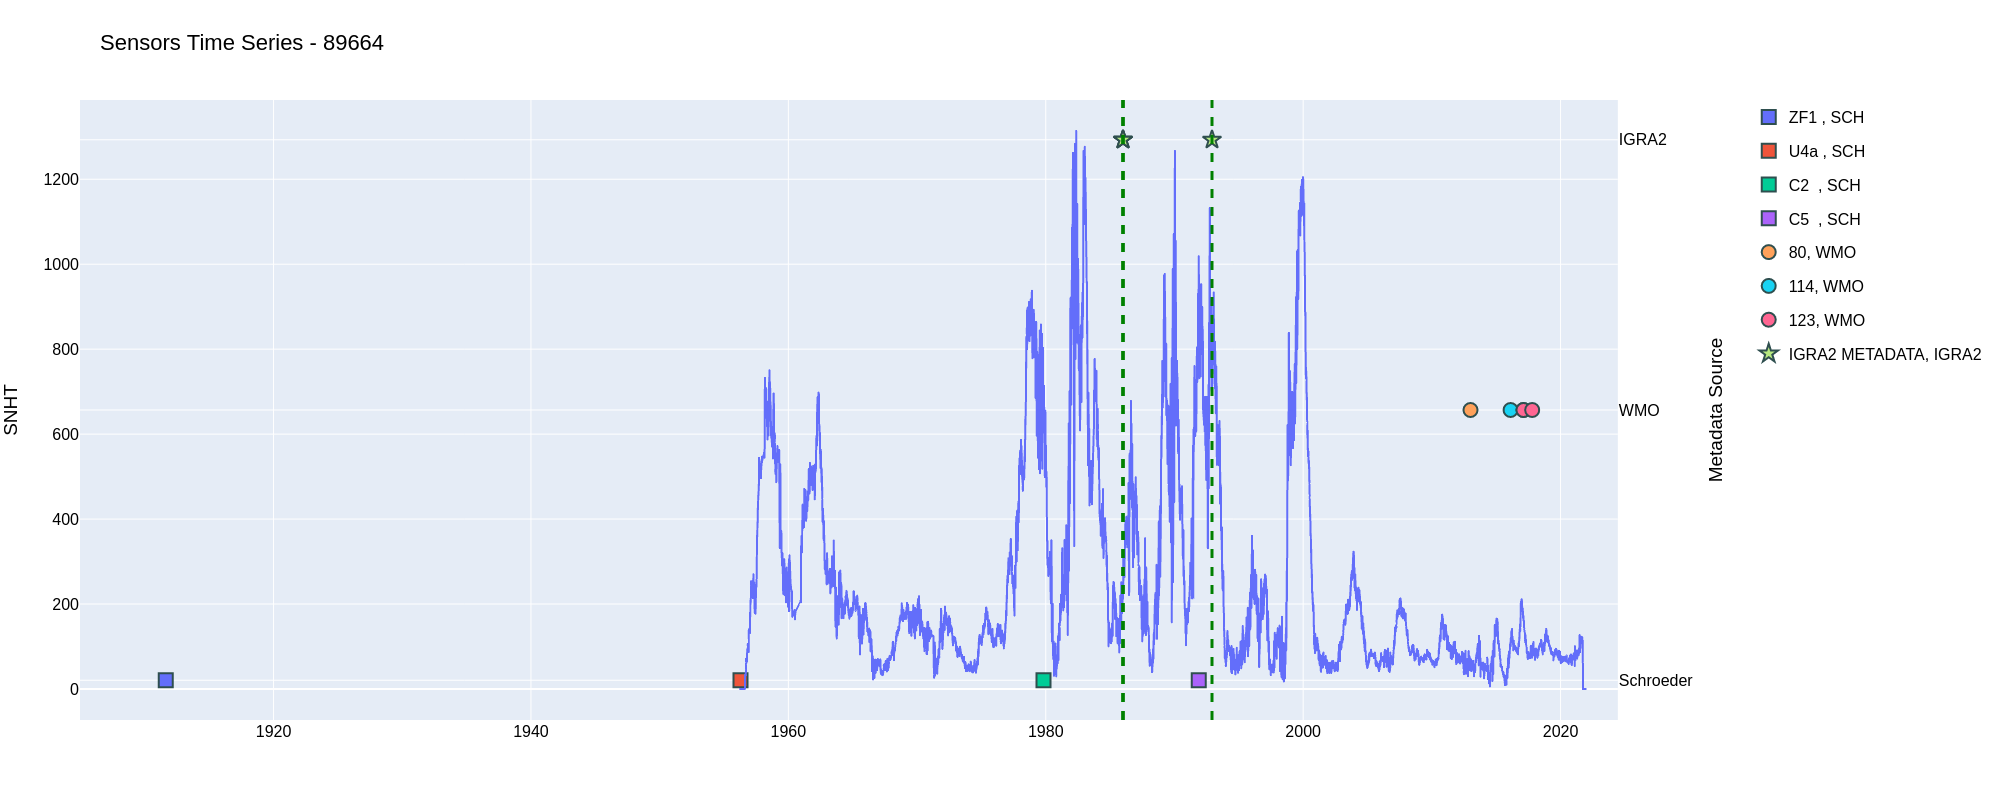 Sensors Time Series - 89664
SNHT
1200
1000
800
600
400
200
0
1920
1940
1960
1980
2000
2020
IGRA2
WMO
Schroeder
Metadata Source
ZF1 , SCH
U4a , SCH
C2 , SCH
C5 , SCH
80, WMO
114, WMO
123, WMO
IGRA2 METADATA, IGRA2